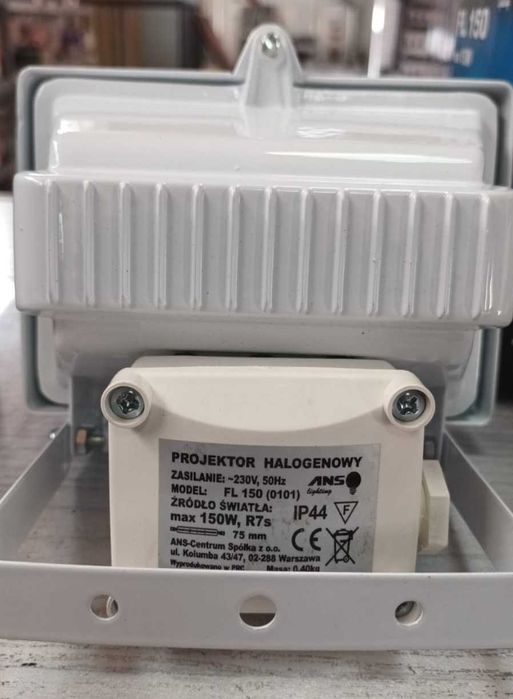 FL 150
PROJEKTOR HALOGENOWY
ZASILANIE: ~230V, 50Hz
MODEL: FL 150 (0101)
ANS
lighting
ŹRÓDŁO ŚWIATŁA:
max 150W, R7s
IP44 F
75 mm
CE
ANS-Centrum Spółka z o.o.
ul. Kolumba 43/47, 02-288 Warszawa
Wyprodukowano w PRC Masa: 0,40kg